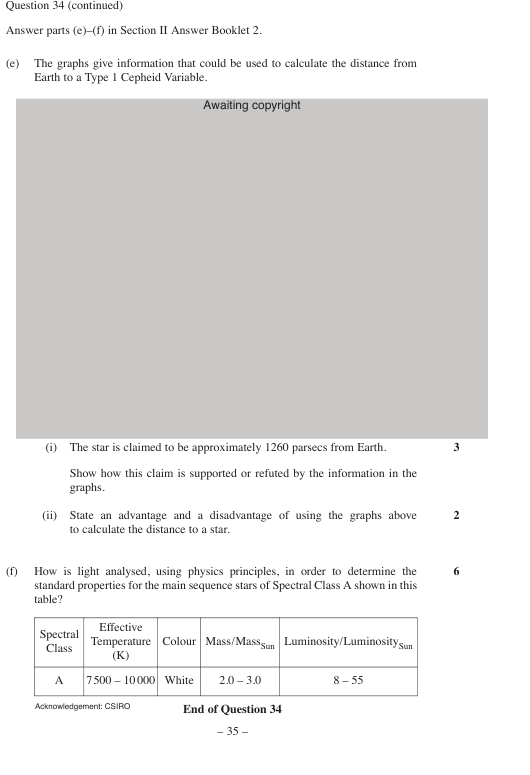 Question 34 (continued)
Answer parts (e)–(f) in Section II Answer Booklet 2.
(e) The graphs give information that could be used to calculate the distance from
Earth to a Type 1 Cepheid Variable.
Awaiting copyright
(i) The star is claimed to be approximately 1260 parsecs from Earth. 3
Show how this claim is supported or refuted by the information in the
graphs.
(ii) State an advantage and a disadvantage of using the graphs above 2
to calculate the distance to a star.
(f) How is light analysed, using physics principles, in order to determine the 6
standard properties for the main sequence stars of Spectral Class A shown in this
table?
Spectral Class Effective Temperature (K) Colour Mass/MassSun Luminosity/LuminositySun
A 7500 – 10 000 White 2.0 – 3.0 8 – 55
Acknowledgement: CSIRO
End of Question 34
– 35 –